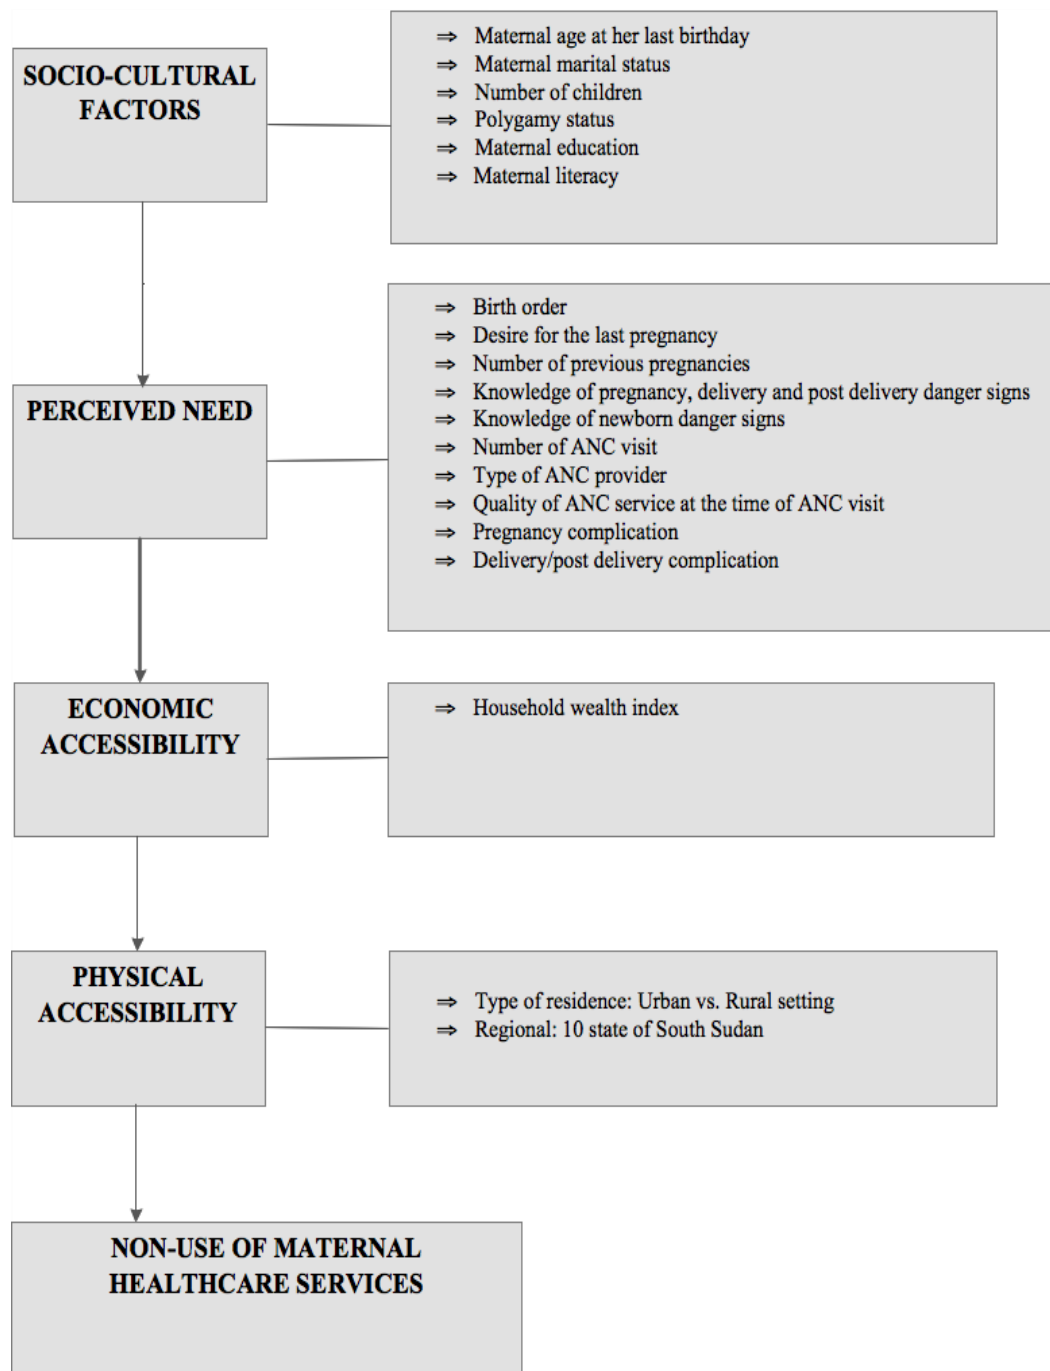 SOCIO-CULTURAL
FACTORS
⇒ Maternal age at her last birthday
⇒ Maternal marital status
⇒ Number of children
⇒ Polygamy status
⇒ Maternal education
⇒ Maternal literacy
PERCEIVED NEED
⇒ Birth order
⇒ Desire for the last pregnancy
⇒ Number of previous pregnancies
⇒ Knowledge of pregnancy, delivery and post delivery danger signs
⇒ Knowledge of newborn danger signs
⇒ Number of ANC visit
⇒ Type of ANC provider
⇒ Quality of ANC service at the time of ANC visit
⇒ Pregnancy complication
⇒ Delivery/post delivery complication
ECONOMIC
ACCESSIBILITY
⇒ Household wealth index
PHYSICAL
ACCESSIBILITY
⇒ Type of residence: Urban vs. Rural setting
⇒ Regional: 10 state of South Sudan
NON-USE OF MATERNAL
HEALTHCARE SERVICES